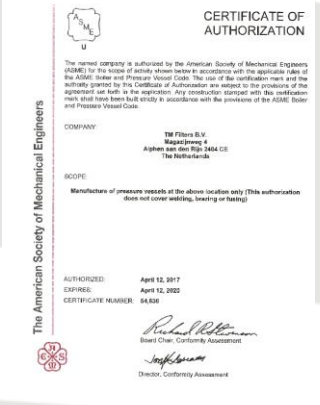 CERTIFICATE OF
AUTHORIZATION
ASME
U
The named company is authorized by the American Society of Mechanical Engineers
(ASME) for the scope of activity shown below in accordance with the applicable rules of
the ASME Boiler and Pressure Vessel Code. The use of the certification mark and the
authority granted by this Certificate of Authorization are subject to the provisions of the
agreement set forth in the application. Any construction stamped with this certification
mark shall have been built strictly in accordance with the provisions of the ASME Boiler
and Pressure Vessel Code.
COMPANY:
TM Filters B.V.
Magazijnweg 4
Alphen aan den Rijn 2404 CE
The Netherlands
SCOPE:
Manufacture of pressure vessels at the above location only (This authorization
does not cover welding, or fusing)
AUTHORIZED: April 12, 2017
EXPIRES: April 12, 2020
CERTIFICATE NUMBER: 54,838
Board Chair, Conformity Assessment
Director, Conformity Assessment
The American Society of Mechanical Engineers